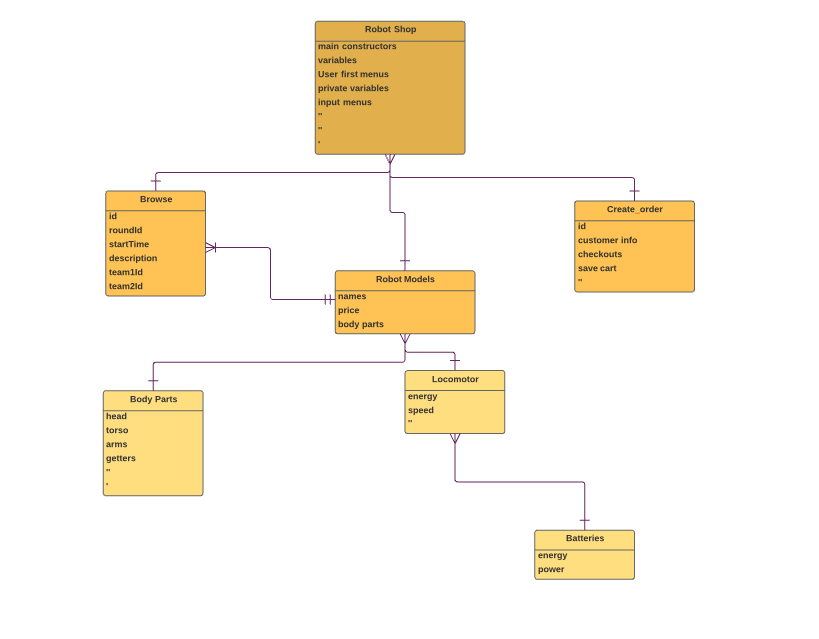 Robot Shop
main constructors
variables
User first menus
private variables
input menus
"
"
'
Browse
id
roundId
startTime
description
team1Id
team2Id
Create_order
id
customer info
checkouts
save cart
"
Robot Models
names
price
body parts
Body Parts
head
torso
arms
getters
"
'
Locomotor
energy
speed
"
Batteries
energy
power